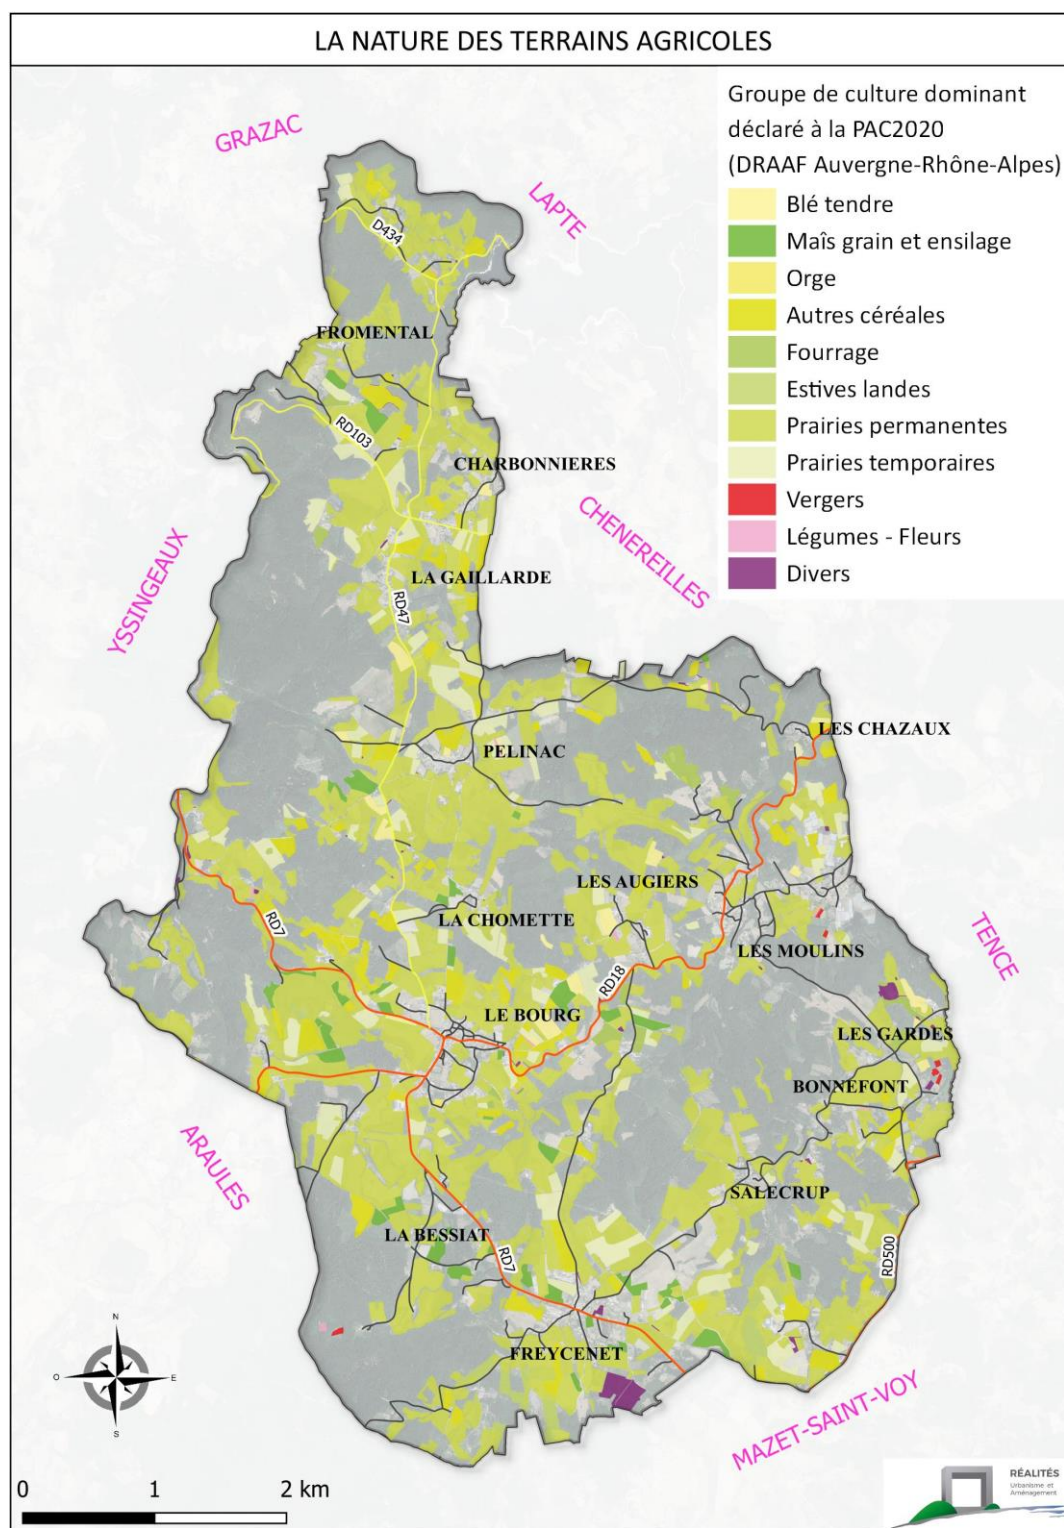 LA NATURE DES TERRAINS AGRICOLES
Groupe de culture dominant
déclaré à la PAC2020
(DRAAF Auvergne-Rhône-Alpes)
Blé tendre
Maîs grain et ensilage
Orge
Autres céréales
Fourrage
Estives landes
Prairies permanentes
Prairies temporaires
Vergers
Légumes - Fleurs
Divers
GRAZAC
LAPTE
D434
FROMENTAL
RD103
CHARBONNIERES
CHENEREILLES
YSSINGEAUX
LA GAILLARDE
RD47
LES CHAZAUX
PELINAC
LES AUGIERS
LA CHOMETTE
RD7
LES MOULINS
TENCE
RD18
LE BOURG
LES GARDES
BONNEFONT
ARAULES
SALECRUP
LA BESSIAT
RD7
RD500
FREYCENET
MAZET-SAINT-VOY
N
O
E
S
0 1 2 km
RÉALITÉS
Urbanisme et
Aménagement